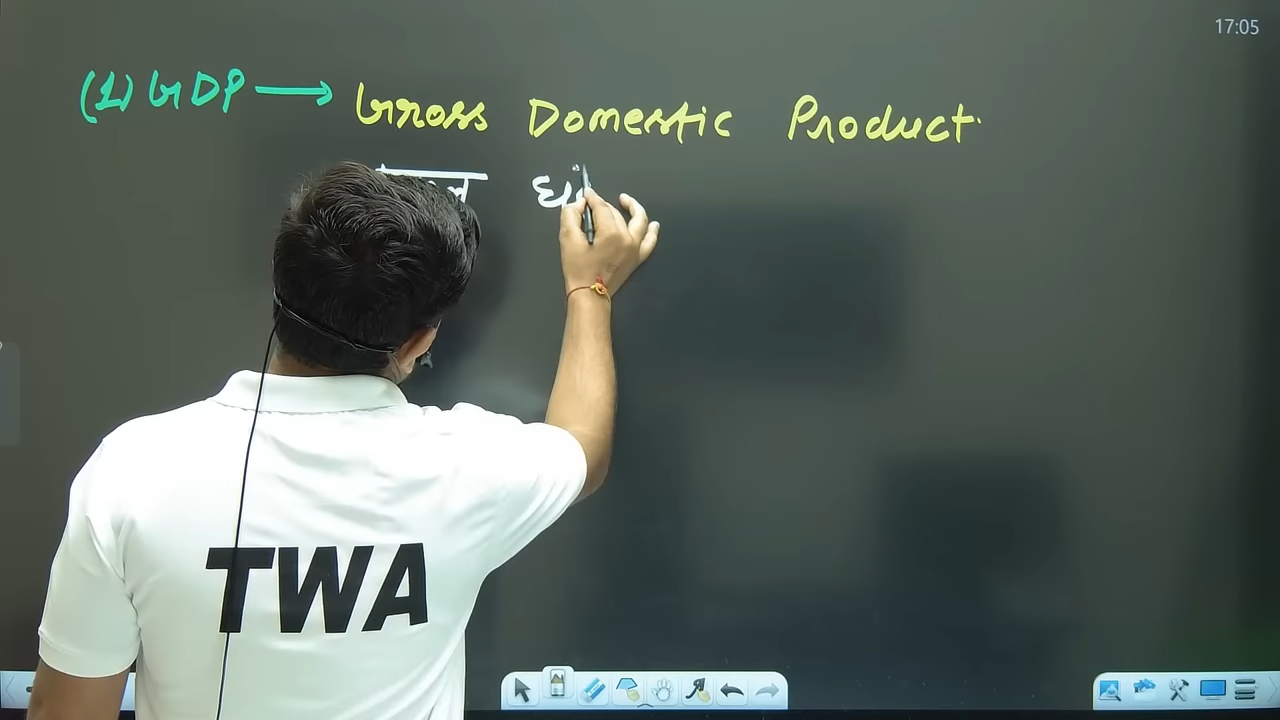 17:05
(1) GDP → Gross Domestic Product
TWA